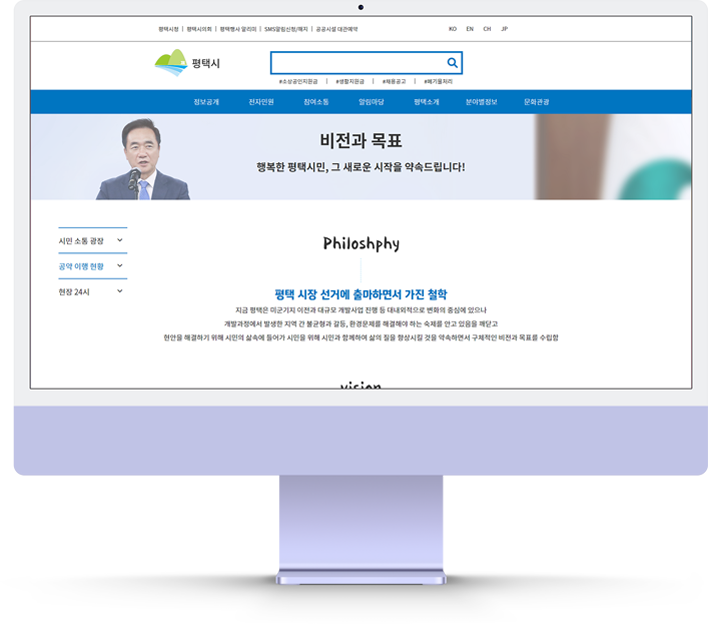 평택시청 | 평택시의회 | 평택행사 알리미 | SMS알림신청/해지 | 공공시설 대관예약
KO EN CH JP
평택시
#소상공인지원금 | #생활지원금 | #채용공고 | #폐기물처리
정보공개 전자민원 참여소통 알림마당 평택소개 분야별정보 문화관광
비전과 목표
행복한 평택시민, 그 새로운 시작을 약속드립니다!
시민 소통 광장
공약 이행 현황
현장 24시
Philoshphy
평택 시장 선거에 출마하면서 가진 철학
지금 평택은 미군기지 이전과 대규모 개발사업 진행 등 대내외적으로 변화의 중심에 있으나
개발과정에서 발생한 지역 간 불균형과 갈등, 환경문제를 해결해야 하는 숙제를 안고 있음을 깨닫고
현안을 해결하기 위해 시민의 삶속에 들어가 시민을 위해 시민과 함께하여 삶의 질을 향상시킬 것을 약속하면서 구체적인 비전과 목표를 수립함
vision